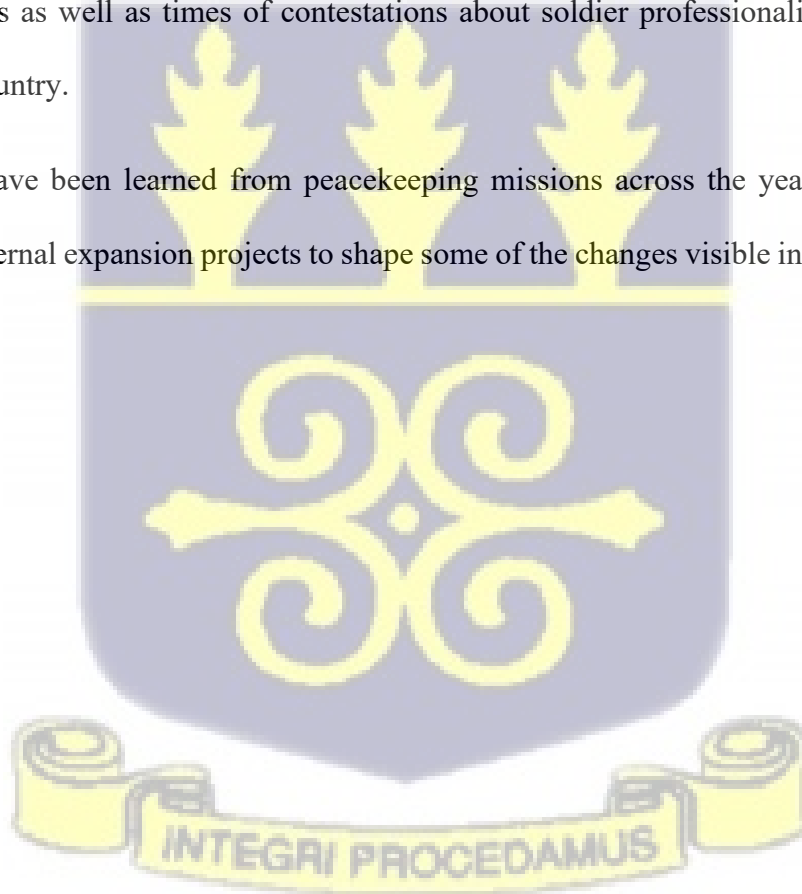 s as well as times of contestations about soldier professionali
untry.
ave been learned from peacekeeping missions across the yea
ernal expansion projects to shape some of the changes visible in
INTEGRI PROCEDAMUS